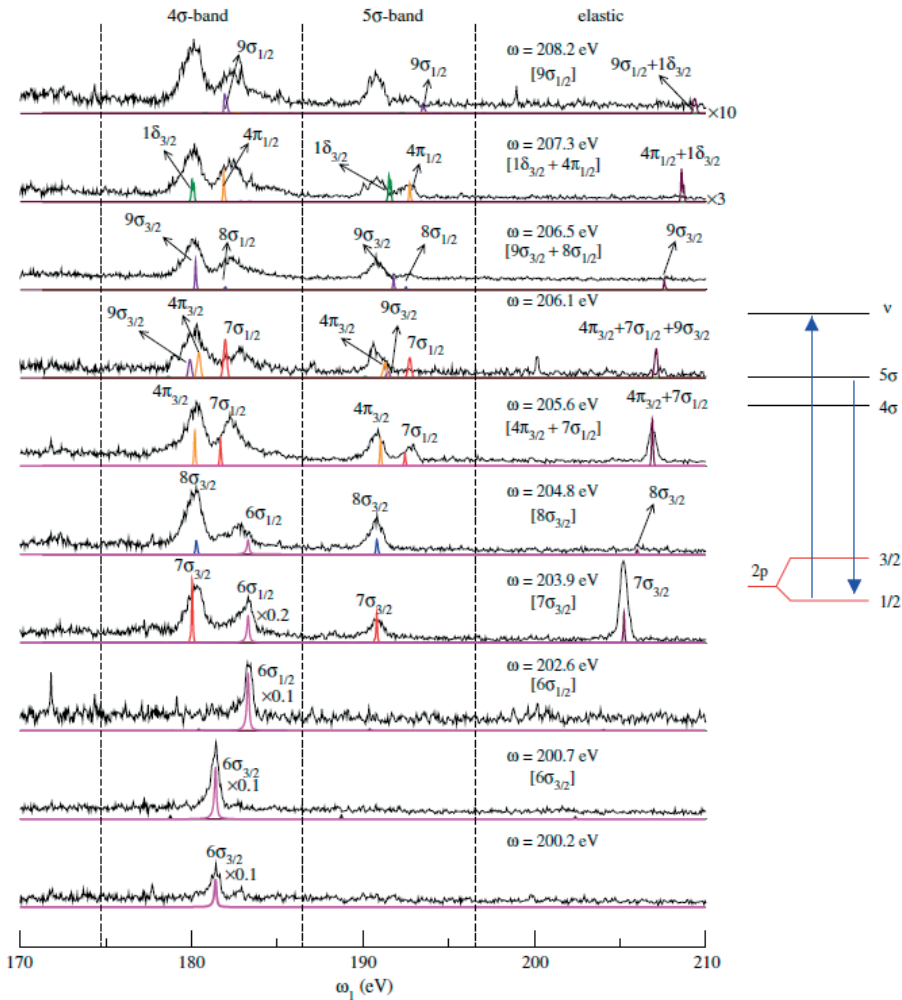 4σ-band 5σ-band elastic
9σ1/2 9σ1/2 ω = 208.2 eV 9σ1/2+1δ3/2
[9σ1/2]
×10
1δ3/2 4π1/2 1δ3/2 4π1/2 ω = 207.3 eV 4π1/2+1δ3/2
[1δ3/2 + 4π1/2]
×3
9σ3/2 8σ1/2 9σ3/2 8σ1/2 ω = 206.5 eV 9σ3/2
[9σ3/2 + 8σ1/2]
9σ3/2 4π3/2 7σ1/2 4π3/2 9σ3/2 7σ1/2 ω = 206.1 eV 4π3/2+7σ1/2+9σ3/2
4π3/2 7σ1/2 4π3/2 7σ1/2 ω = 205.6 eV 4π3/2+7σ1/2
[4π3/2 + 7σ1/2]
8σ3/2 6σ1/2 8σ3/2 ω = 204.8 eV 8σ3/2
[8σ3/2]
7σ3/2 6σ1/2 7σ3/2 ω = 203.9 eV 7σ3/2
×0.2 [7σ3/2]
6σ1/2 ω = 202.6 eV
×0.1 [6σ1/2]
6σ3/2 ω = 200.7 eV
×0.1 [6σ3/2]
6σ3/2 ω = 200.2 eV
×0.1
170 180 190 200 210
ω1 (eV)
ν
5σ
4σ
2p 3/2
1/2